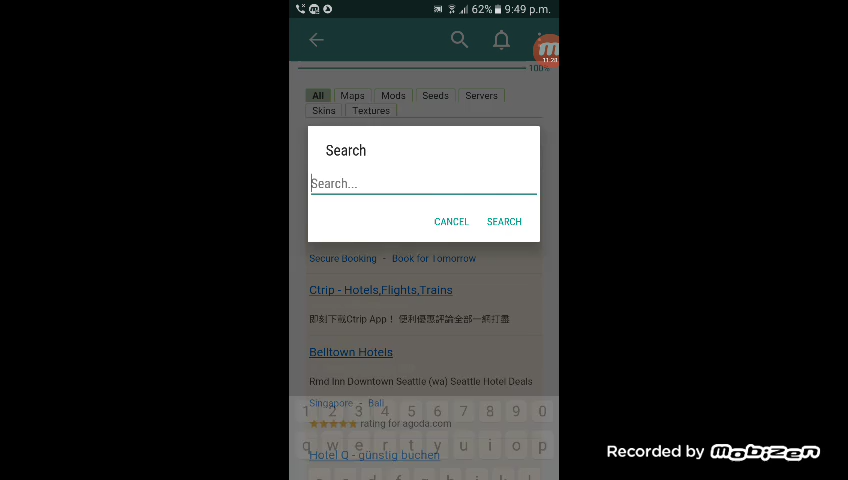 62% 9:49 p.m.
11:28
100%
All Maps Mods Seeds Servers
Skins Textures
Search
Search...
CANCEL SEARCH
Secure Booking - Book for Tomorrow
Ctrip - Hotels,Flights,Trains
即刻下載Ctrip App！ 便利優惠評論全部一網打盡
Belltown Hotels
Rmd Inn Downtown Seattle (wa) Seattle Hotel Deals
Singapore - Bali
1 2 3 4 5 6 7 8 9 0
rating for agoda.com
q w e r t y u i o p
Hotel Q - günstig buchen
Recorded by mobizen